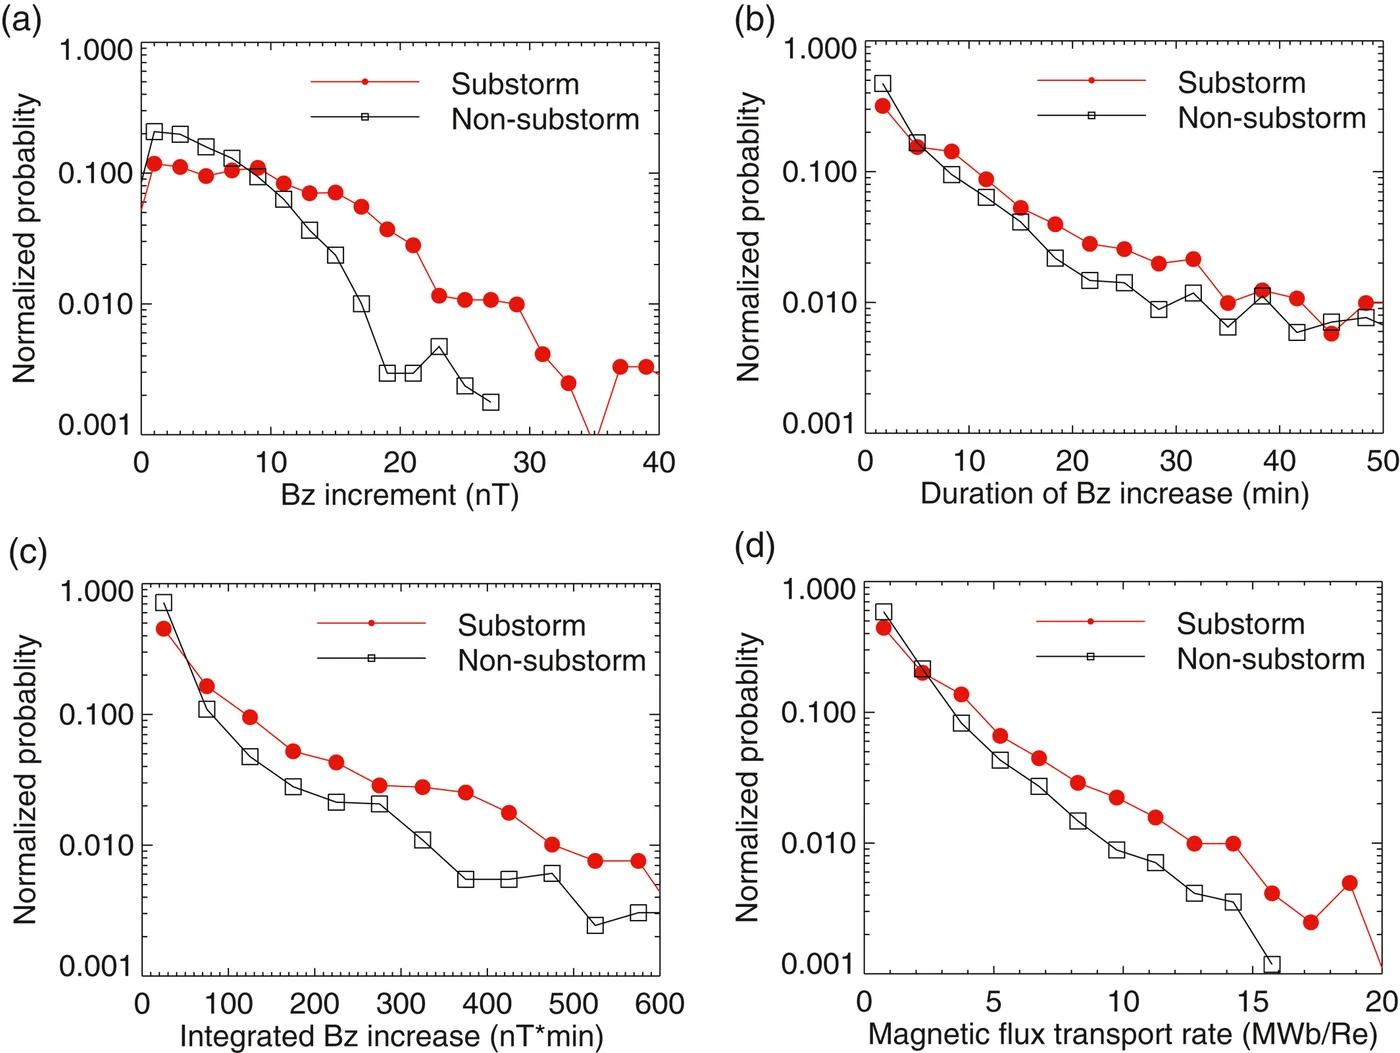 (a)
Normalized probablity
1.000
0.100
0.010
0.001
Substorm
Non-substorm
0 10 20 30 40
Bz increment (nT)
(b)
Normalized probablity
1.000
0.100
0.010
0.001
Substorm
Non-substorm
0 10 20 30 40 50
Duration of Bz increase (min)
(c)
Normalized probablity
1.000
0.100
0.010
0.001
Substorm
Non-substorm
0 100 200 300 400 500 600
Integrated Bz increase (nT*min)
(d)
Normalized probablity
1.000
0.100
0.010
0.001
Substorm
Non-substorm
0 5 10 15 20
Magnetic flux transport rate (MWb/Re)